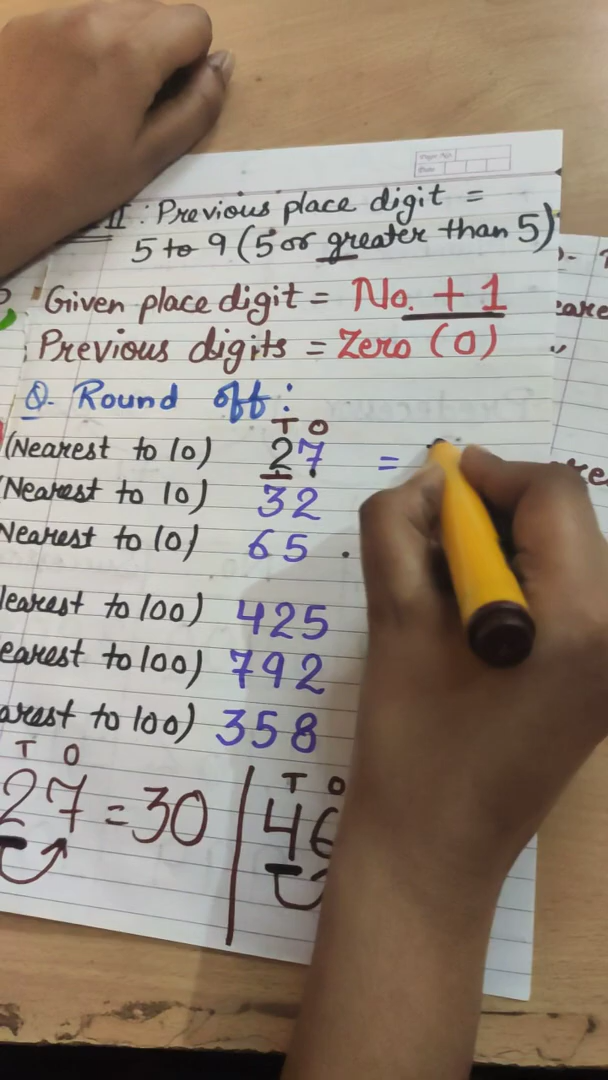 II : Previous place digit =
5 to 9 (5 or greater than 5)
Given place digit = No. + 1
Previous digits = Zero (0)
Q. Round off :
T O
(Nearest to 10) 27 =
(Nearest to 10) 32
Nearest to 10) 65
learest to 100) 425
earest to 100) 792
arest to 100) 358
T O
27 = 30
T O
46